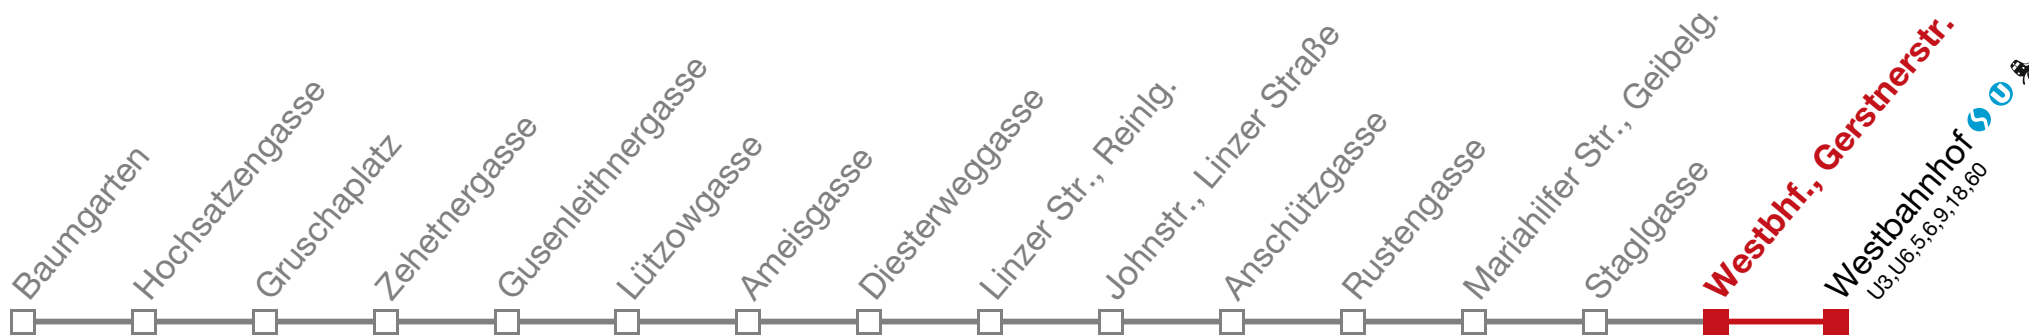 Baumgarten
Hochsatzengasse
Gruschaplatz
Zehetnergasse
Gusenleithnergasse
Lützowgasse
Ameisgasse
Diesterweggasse
Linzer Str., Reinlg.
Johnstr., Linzer Straße
Anschützgasse
Rustengasse
Mariahilfer Str., Geibelg.
Staglgasse
Westbhf., Gerstnerstr.
Westbahnhof S U
U3,U6,5,6,9,18,60